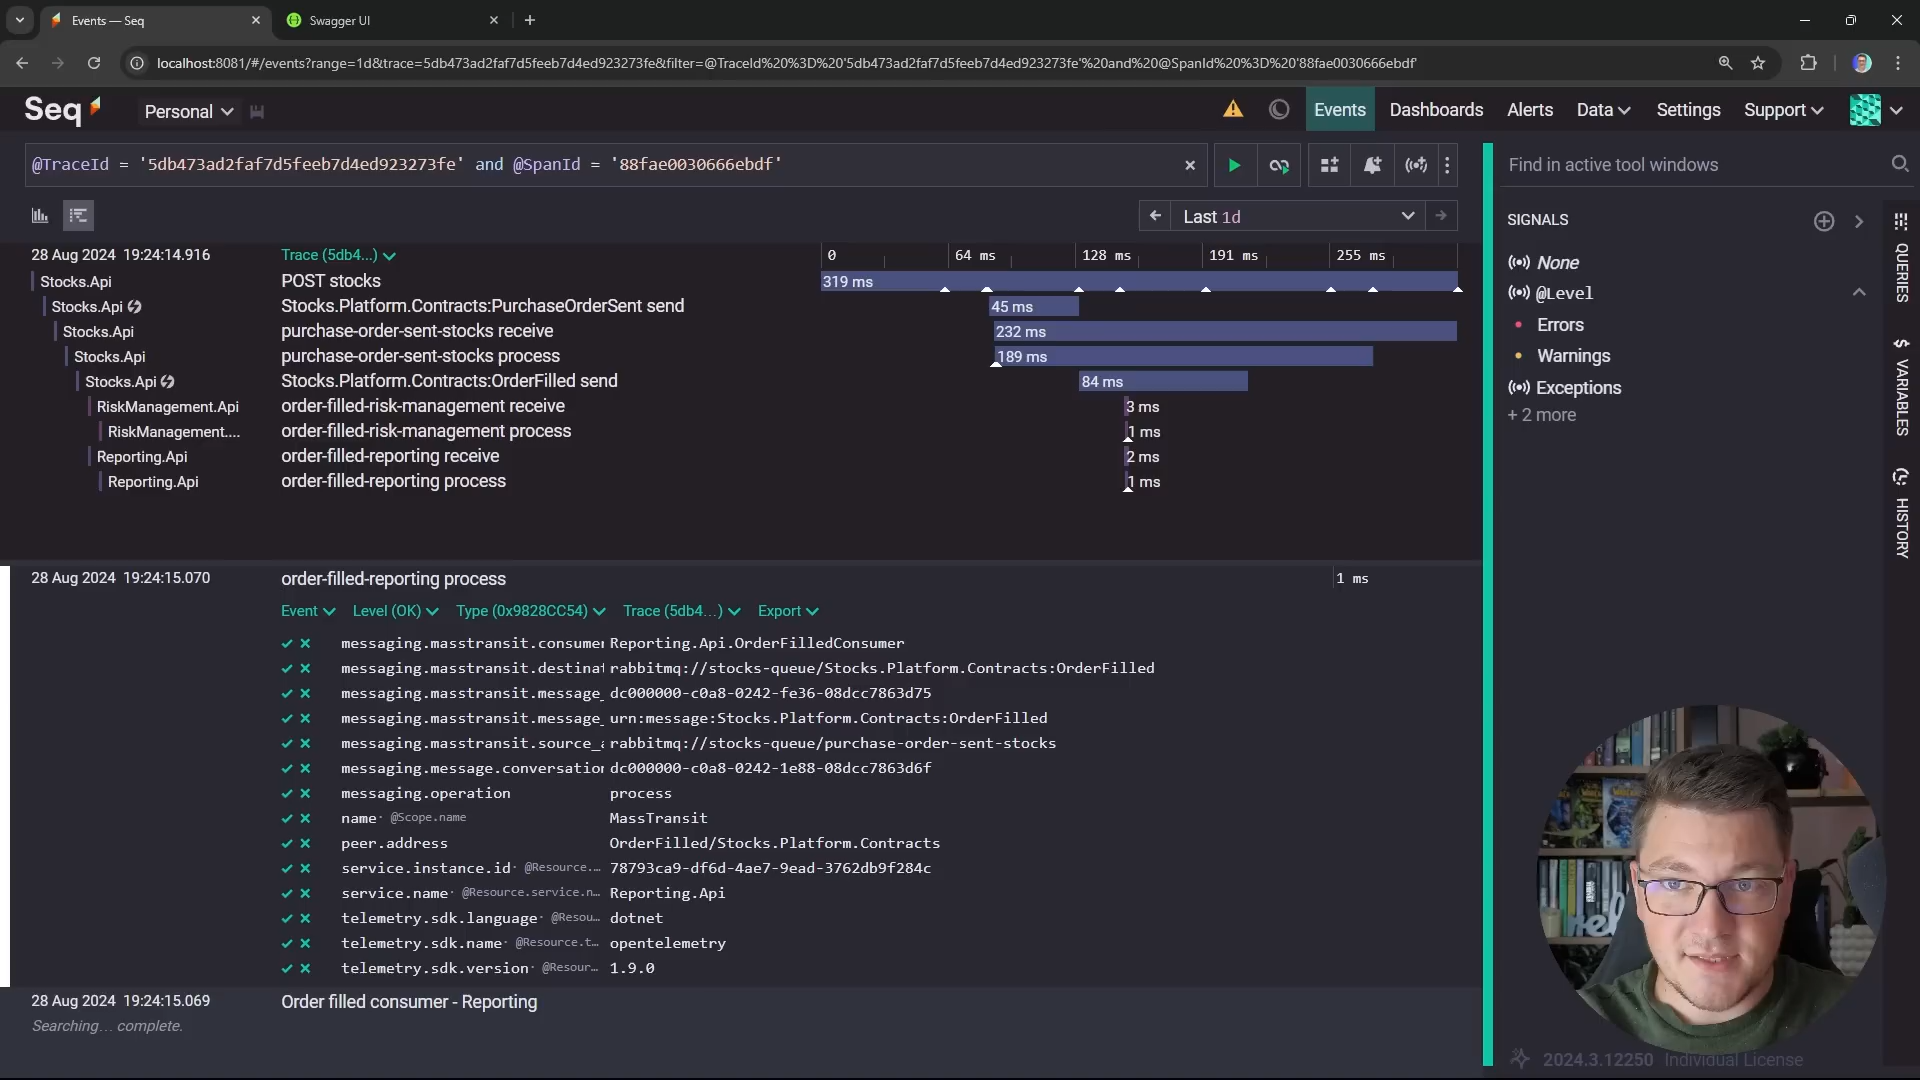 Events — Seq
Swagger UI
localhost:8081/#/events?range=1d&trace=5db473ad2faf7d5feeb7d4ed923273fe&filter=@TraceId%20%3D%20'5db473ad2faf7d5feeb7d4ed923273fe'%20and%20@SpanId%20%3D%20'88fae0030666ebdf'
Seq
Personal
Events
Dashboards
Alerts
Data
Settings
Support
@TraceId = '5db473ad2faf7d5feeb7d4ed923273fe' and @SpanId = '88fae0030666ebdf'
Find in active tool windows
Last 1d
SIGNALS
None
@Level
Errors
Warnings
Exceptions
+ 2 more
QUERIES
VARIABLES
HISTORY
28 Aug 2024 19:24:14.916 Trace (5db4...) 0 64 ms 128 ms 191 ms 255 ms
Stocks.Api POST stocks 319 ms
Stocks.Api Stocks.Platform.Contracts:PurchaseOrderSent send 45 ms
Stocks.Api purchase-order-sent-stocks receive 232 ms
Stocks.Api purchase-order-sent-stocks process 189 ms
Stocks.Api Stocks.Platform.Contracts:OrderFilled send 84 ms
RiskManagement.Api order-filled-risk-management receive 3 ms
RiskManagement.... order-filled-risk-management process 1 ms
Reporting.Api order-filled-reporting receive 2 ms
Reporting.Api order-filled-reporting process 1 ms
28 Aug 2024 19:24:15.070 order-filled-reporting process 1 ms
Event Level (OK) Type (0x9828CC54) Trace (5db4...) Export
messaging.masstransit.consumer Reporting.Api.OrderFilledConsumer
messaging.masstransit.destinat rabbitmq://stocks-queue/Stocks.Platform.Contracts:OrderFilled
messaging.masstransit.message_ dc000000-c0a8-0242-fe36-08dcc7863d75
messaging.masstransit.message_ urn:message:Stocks.Platform.Contracts:OrderFilled
messaging.masstransit.source_a rabbitmq://stocks-queue/purchase-order-sent-stocks
messaging.message.conversation dc000000-c0a8-0242-1e88-08dcc7863d6f
messaging.operation process
name· @Scope.name MassTransit
peer.address OrderFilled/Stocks.Platform.Contracts
service.instance.id· @Resource.... 78793ca9-df6d-4ae7-9ead-3762db9f284c
service.name· @Resource.service.n... Reporting.Api
telemetry.sdk.language· @Resou... dotnet
telemetry.sdk.name· @Resource.t... opentelemetry
telemetry.sdk.version· @Resour... 1.9.0
28 Aug 2024 19:24:15.069 Order filled consumer - Reporting
Searching... complete.
2024.3.12250 Individual License